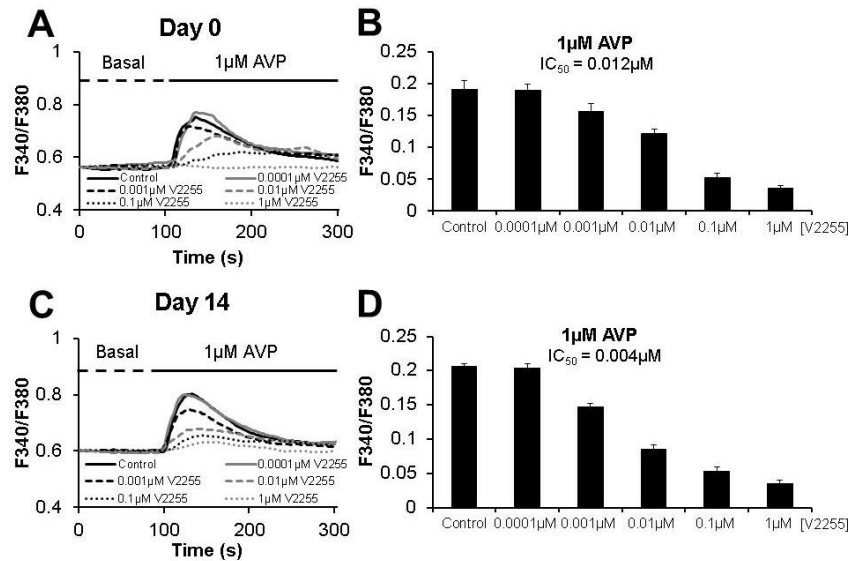 A
Day 0
Basal
1µM AVP
F340/F380
1
0.8
0.6
0.4
Control
0.0001µM V2255
0.001µM V2255
0.01µM V2255
0.1µM V2255
1µM V2255
0
100
200
300
Time (s)
B
1µM AVP
IC50 = 0.012µM
F340/F380
0.25
0.2
0.15
0.1
0.05
0
Control 0.0001µM 0.001µM 0.01µM 0.1µM 1µM [V2255]
C
Day 14
Basal
1µM AVP
F340/F380
1
0.8
0.6
0.4
Control
0.0001µM V2255
0.001µM V2255
0.01µM V2255
0.1µM V2255
1µM V2255
0
100
200
300
Time (s)
D
1µM AVP
IC50 = 0.004µM
F340/F380
0.25
0.2
0.15
0.1
0.05
0
Control 0.0001µM 0.001µM 0.01µM 0.1µM 1µM [V2255]